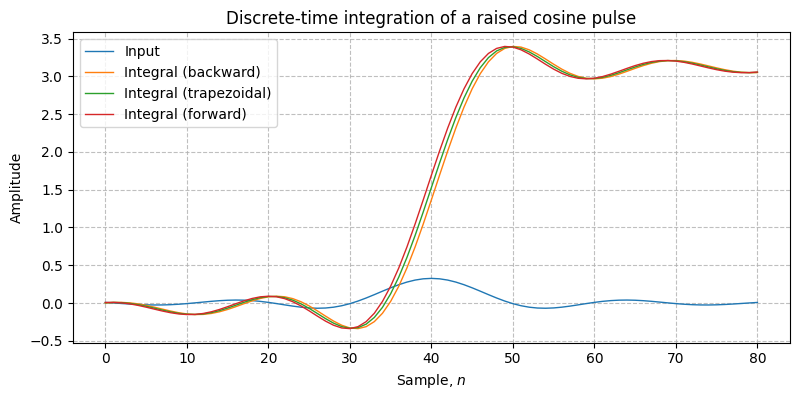 Discrete-time integration of a raised cosine pulse
Input
Integral (backward)
Integral (trapezoidal)
Integral (forward)
Amplitude
3.5
3.0
2.5
2.0
1.5
1.0
0.5
0.0
−0.5
0 10 20 30 40 50 60 70 80
Sample, n